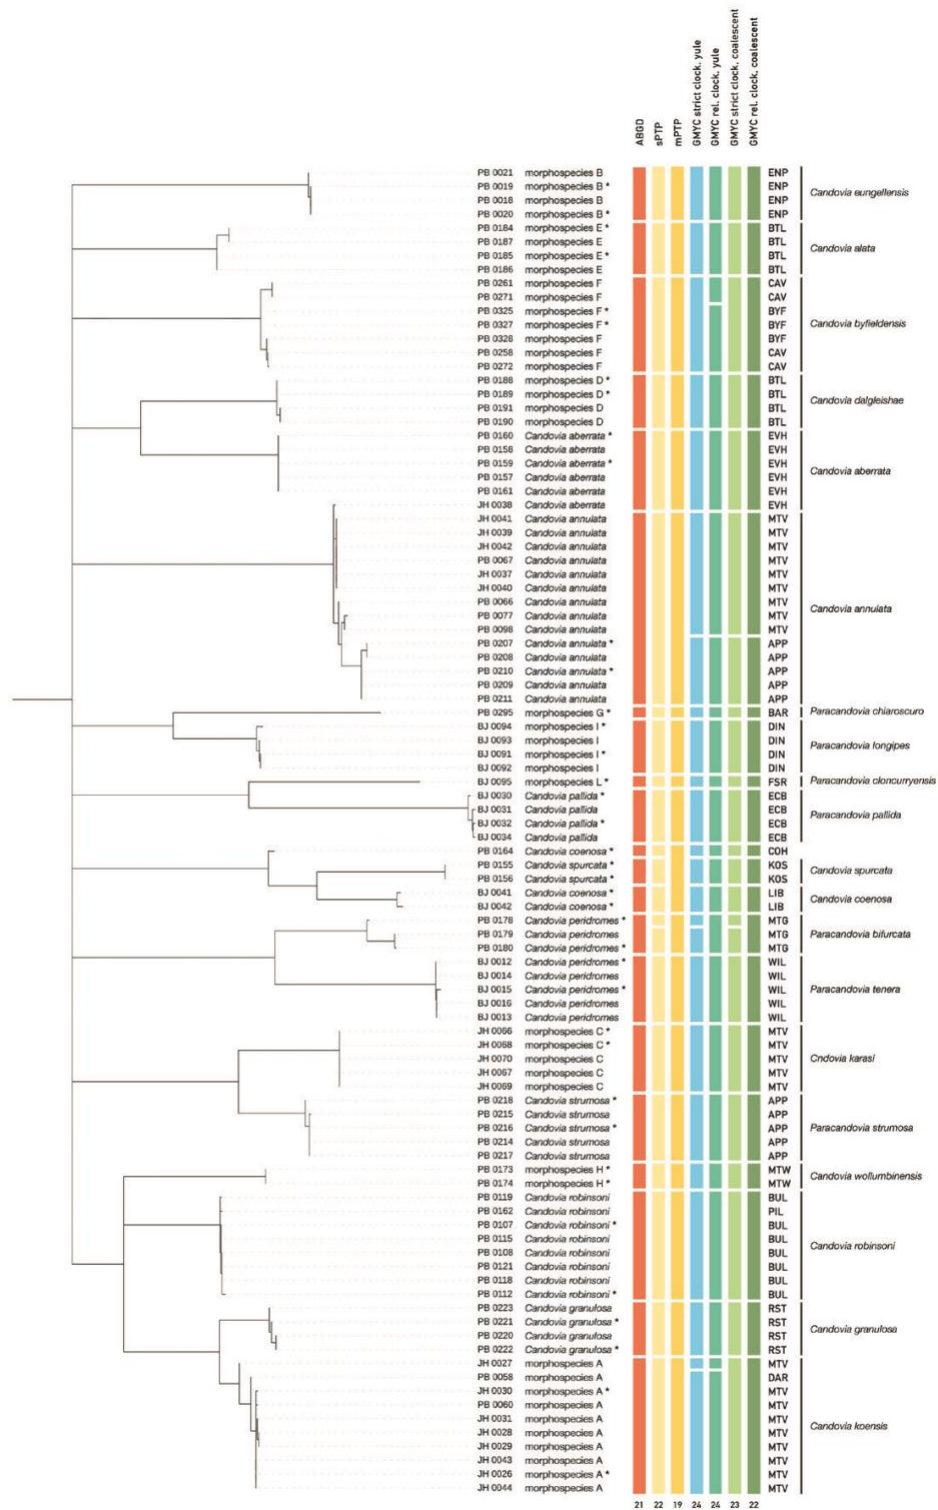 ABGD
sPTP
mPTP
GMYC strict clock. yule
GMYC rel. clock. yule
GMYC strict clock. coalescent
GMYC rel. clock. coalescent
PB 0021 morphospecies B ENP
PB 0019 morphospecies B * ENP
PB 0018 morphospecies B ENP
PB 0020 morphospecies B * ENP
Candovia eungellensis
PB 0184 morphospecies E * BTL
PB 0187 morphospecies E BTL
PB 0185 morphospecies E * BTL
PB 0186 morphospecies E BTL
Candovia alata
PB 0261 morphospecies F CAV
PB 0271 morphospecies F CAV
PB 0325 morphospecies F * BYF
PB 0327 morphospecies F * BYF
PB 0326 morphospecies F BYF
PB 0258 morphospecies F CAV
PB 0272 morphospecies F CAV
Candovia byfieldensis
PB 0188 morphospecies D * BTL
PB 0189 morphospecies D * BTL
PB 0191 morphospecies D BTL
PB 0190 morphospecies D BTL
Candovia dalgleishae
PB 0160 Candovia aberrata * EVH
PB 0158 Candovia aberrata EVH
PB 0159 Candovia aberrata * EVH
PB 0157 Candovia aberrata EVH
PB 0161 Candovia aberrata EVH
JH 0038 Candovia aberrata EVH
Candovia aberrata
JH 0041 Candovia annulata MTV
JH 0039 Candovia annulata MTV
JH 0042 Candovia annulata MTV
PB 0067 Candovia annulata MTV
JH 0037 Candovia annulata MTV
JH 0040 Candovia annulata MTV
PB 0066 Candovia annulata MTV
PB 0077 Candovia annulata MTV
PB 0098 Candovia annulata MTV
PB 0207 Candovia annulata * APP
PB 0208 Candovia annulata APP
PB 0210 Candovia annulata * APP
PB 0209 Candovia annulata APP
PB 0211 Candovia annulata APP
Candovia annulata
PB 0295 morphospecies G * BAR
Paracandovia chiaroscuro
BJ 0094 morphospecies I * DIN
BJ 0093 morphospecies I DIN
BJ 0091 morphospecies I * DIN
BJ 0092 morphospecies I DIN
Paracandovia longipes
BJ 0095 morphospecies L * FSR
Paracandovia cloncurryensis
BJ 0030 Candovia pallida * ECB
BJ 0031 Candovia pallida ECB
BJ 0032 Candovia pallida * ECB
BJ 0034 Candovia pallida ECB
Paracandovia pallida
PB 0164 Candovia coenosa * COH
PB 0155 Candovia spurcata * KOS
PB 0156 Candovia spurcata * KOS
Candovia spurcata
BJ 0041 Candovia coenosa * LIB
BJ 0042 Candovia coenosa * LIB
Candovia coenosa
PB 0178 Candovia peridromes * MTG
PB 0179 Candovia peridromes MTG
PB 0180 Candovia peridromes * MTG
Paracandovia bifurcata
BJ 0012 Candovia peridromes * WIL
BJ 0014 Candovia peridromes WIL
BJ 0015 Candovia peridromes * WIL
BJ 0016 Candovia peridromes WIL
BJ 0013 Candovia peridromes WIL
Paracandovia tenera
JH 0066 morphospecies C * MTV
JH 0068 morphospecies C * MTV
JH 0070 morphospecies C MTV
JH 0067 morphospecies C MTV
JH 0069 morphospecies C MTV
Cndovia karasi
PB 0218 Candovia strumosa * APP
PB 0215 Candovia strumosa APP
PB 0216 Candovia strumosa * APP
PB 0214 Candovia strumosa APP
PB 0217 Candovia strumosa APP
Paracandovia strumosa
PB 0173 morphospecies H * MTW
PB 0174 morphospecies H * MTW
Candovia wollumbinensis
PB 0119 Candovia robinsoni BUL
PB 0162 Candovia robinsoni PIL
PB 0107 Candovia robinsoni * BUL
PB 0115 Candovia robinsoni BUL
PB 0108 Candovia robinsoni BUL
PB 0121 Candovia robinsoni BUL
PB 0118 Candovia robinsoni BUL
PB 0112 Candovia robinsoni * BUL
Candovia robinsoni
PB 0223 Candovia granulosa RST
PB 0221 Candovia granulosa * RST
PB 0220 Candovia granulosa RST
PB 0222 Candovia granulosa * RST
Candovia granulosa
JH 0027 morphospecies A MTV
PB 0058 morphospecies A DAR
JH 0030 morphospecies A * MTV
PB 0060 morphospecies A MTV
JH 0031 morphospecies A MTV
JH 0028 morphospecies A MTV
JH 0029 morphospecies A MTV
JH 0043 morphospecies A MTV
JH 0026 morphospecies A * MTV
JH 0044 morphospecies A MTV
Candovia koensis
21 22 19 24 24 23 22